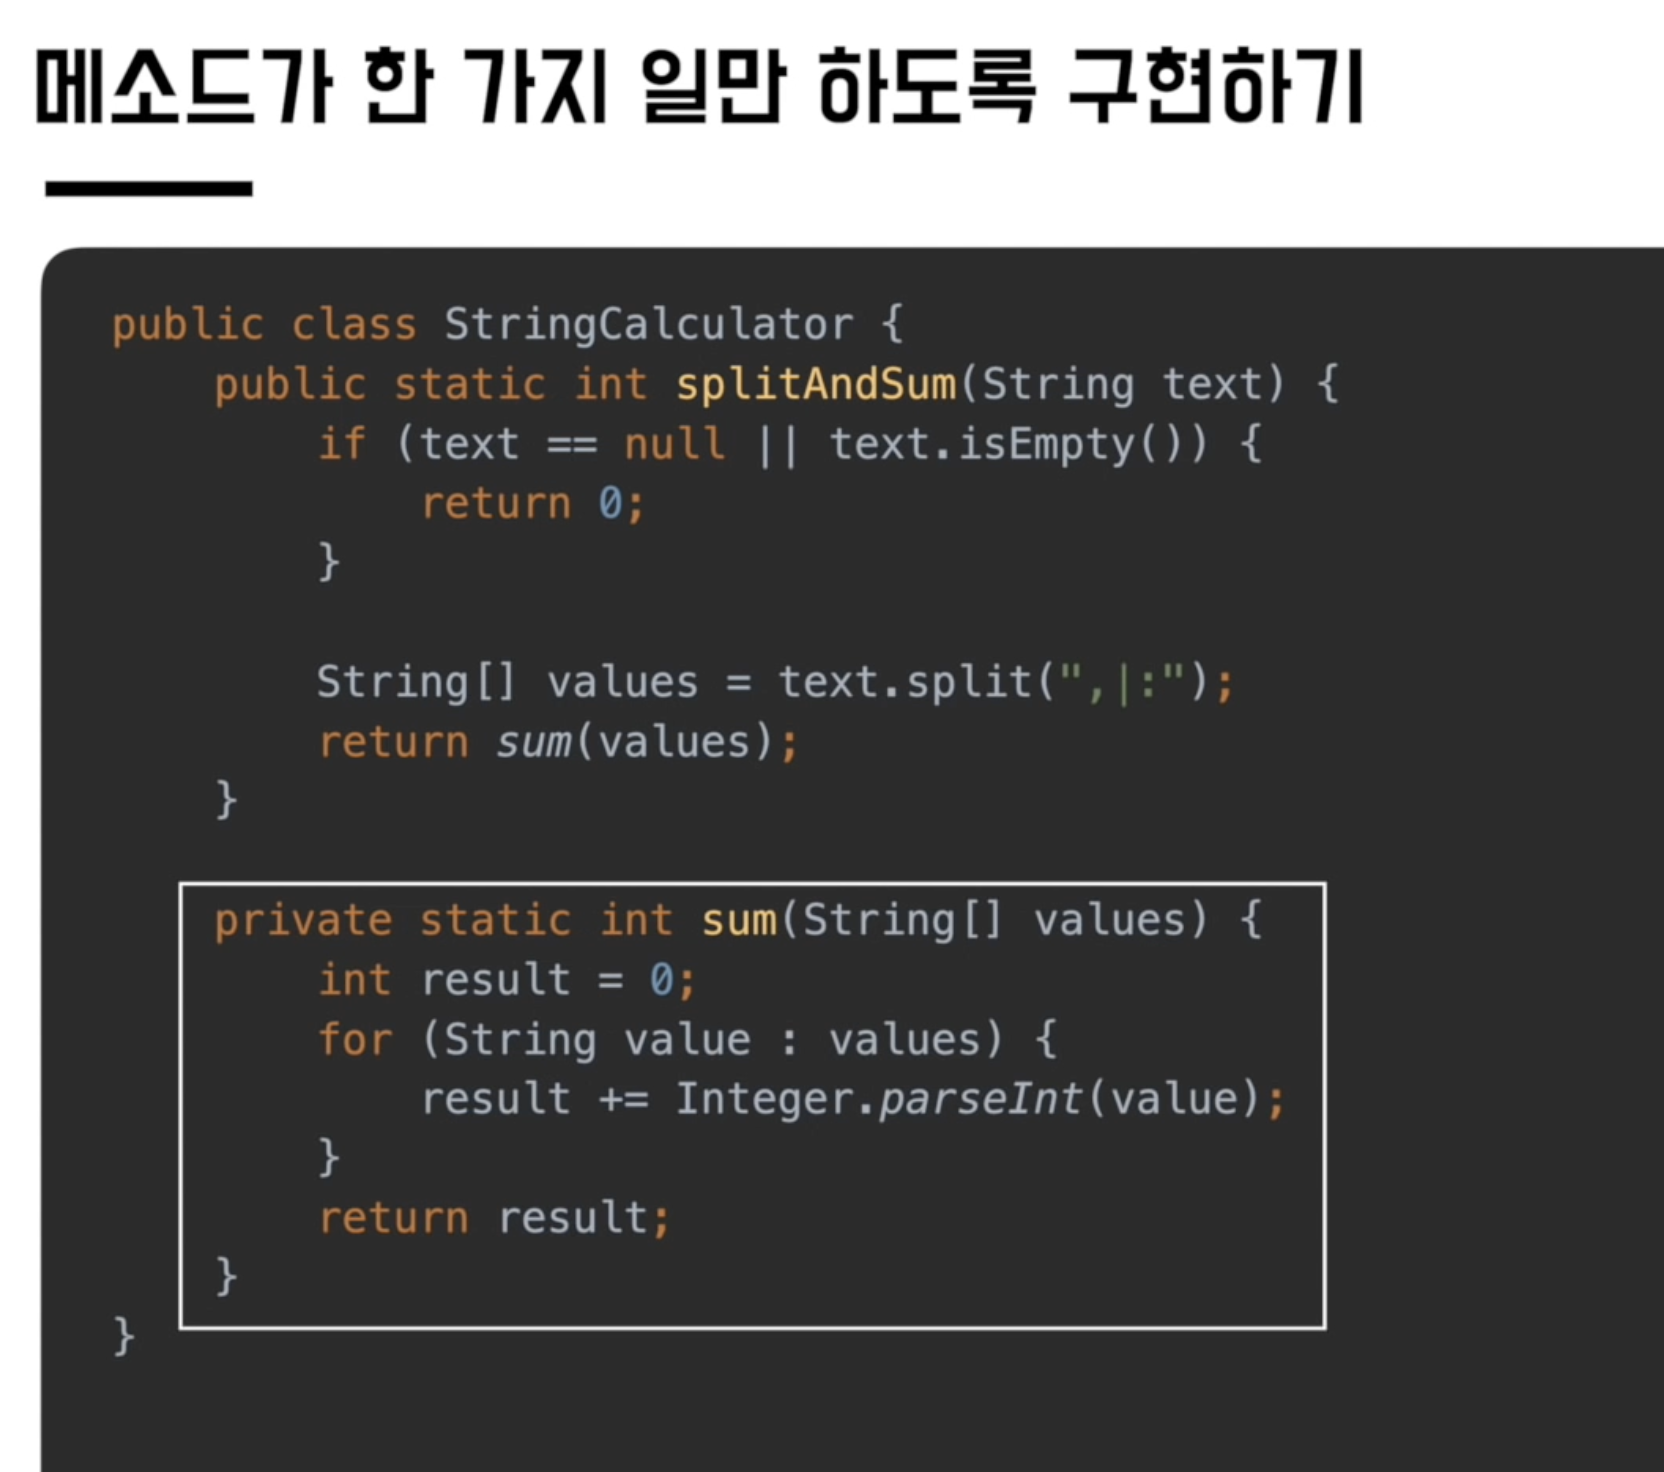 메소드가 한 가지 일만 하도록 구현하기
public class StringCalculator {
    public static int splitAndSum(String text) {
        if (text == null || text.isEmpty()) {
            return 0;
        }

        String[] values = text.split(",|:");
        return sum(values);
    }

    private static int sum(String[] values) {
        int result = 0;
        for (String value : values) {
            result += Integer.parseInt(value);
        }
        return result;
    }
}